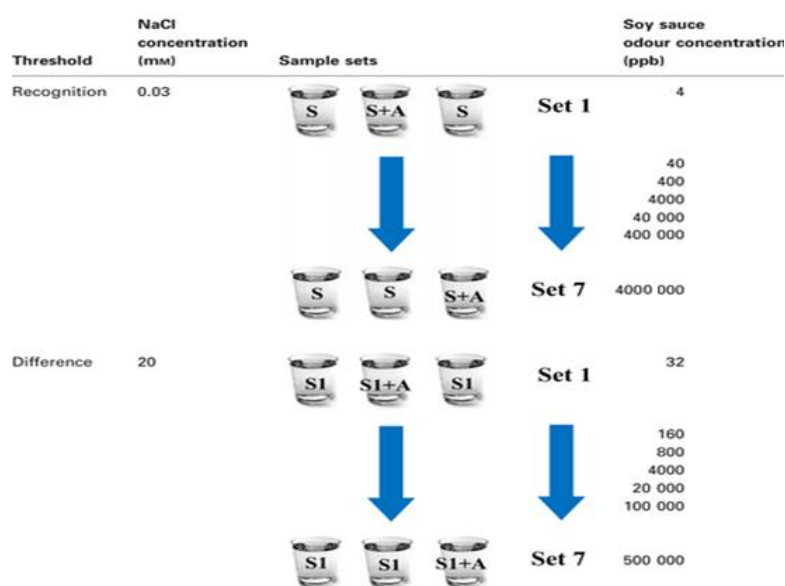 NaCl
concentration
(mM)
Soy sauce
odour concentration
(ppb)
Threshold
Sample sets
Recognition 0.03 S S+A S Set 1 4
40
400
4000
40 000
400 000
S S S+A Set 7 4000 000
Difference 20 S1 S1+A S1 Set 1 32
160
800
4000
20 000
100 000
S1 S1 S1+A Set 7 500 000